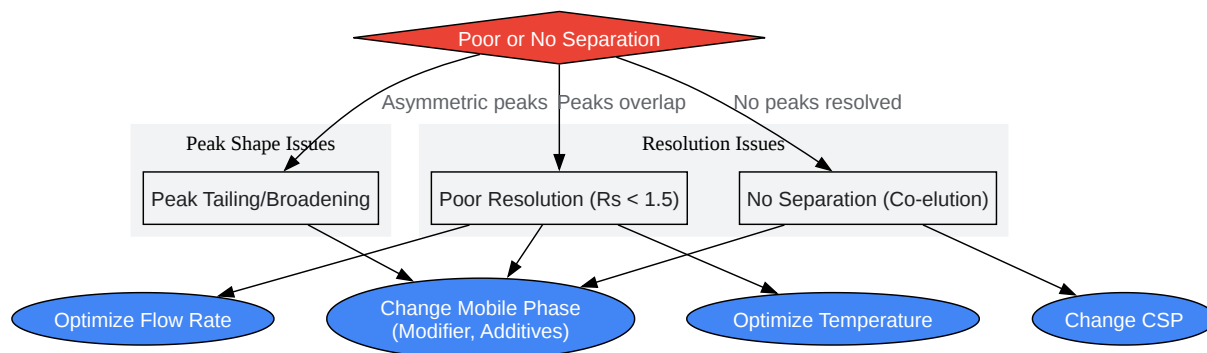 Poor or No Separation
Asymmetric peaks
Peaks overlap
No peaks resolved
Peak Shape Issues
Resolution Issues
Peak Tailing/Broadening
Poor Resolution (Rs < 1.5)
No Separation (Co-elution)
Optimize Flow Rate
Change Mobile Phase
(Modifier, Additives)
Optimize Temperature
Change CSP